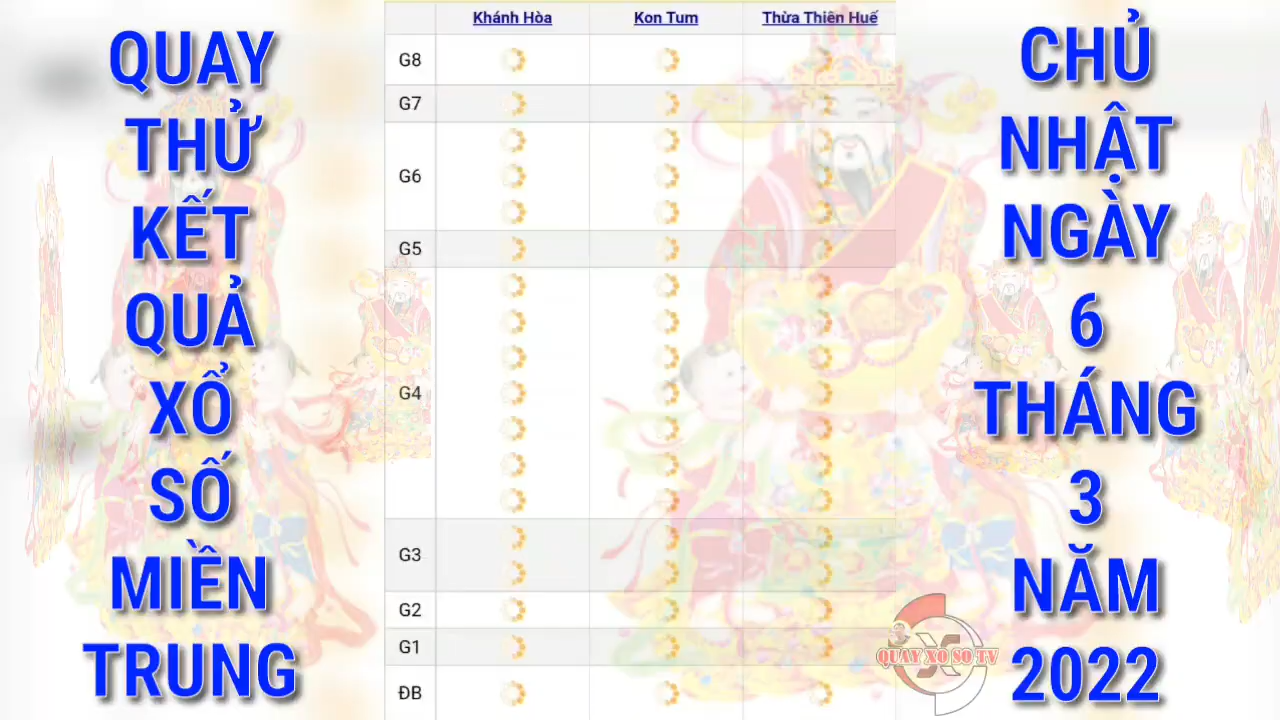 QUAY
THỬ
KẾT
QUẢ
XỔ
SỐ
MIỀN
TRUNG
Khánh Hòa Kon Tum Thừa Thiên Huế
G8
G7
G6
G5
G4
G3
G2
G1
ĐB
CHỦ
NHẬT
NGÀY
6
THÁNG
3
NĂM
2022
QUAY XO SO TV